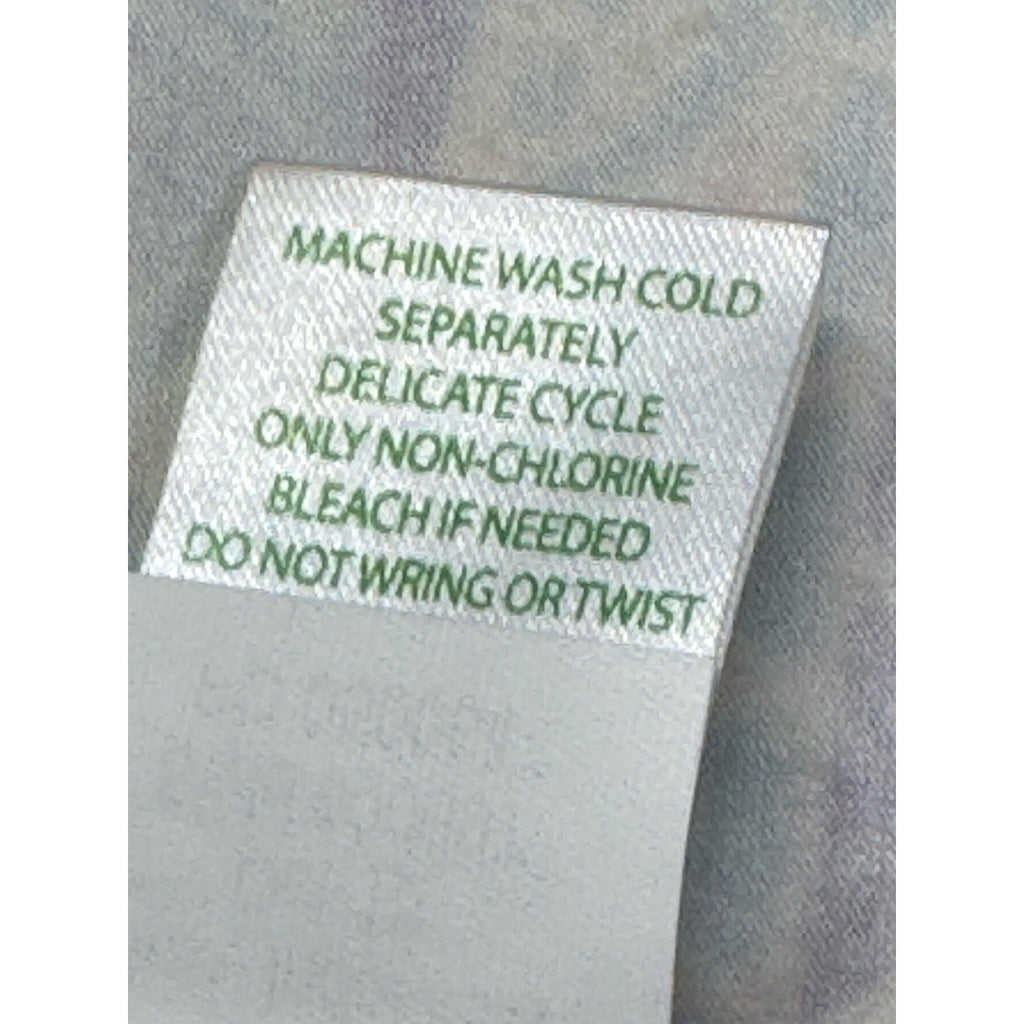 MACHINE WASH COLD
SEPARATELY
DELICATE CYCLE
ONLY NON-CHLORINE
BLEACH IF NEEDED
DO NOT WRING OR TWIST